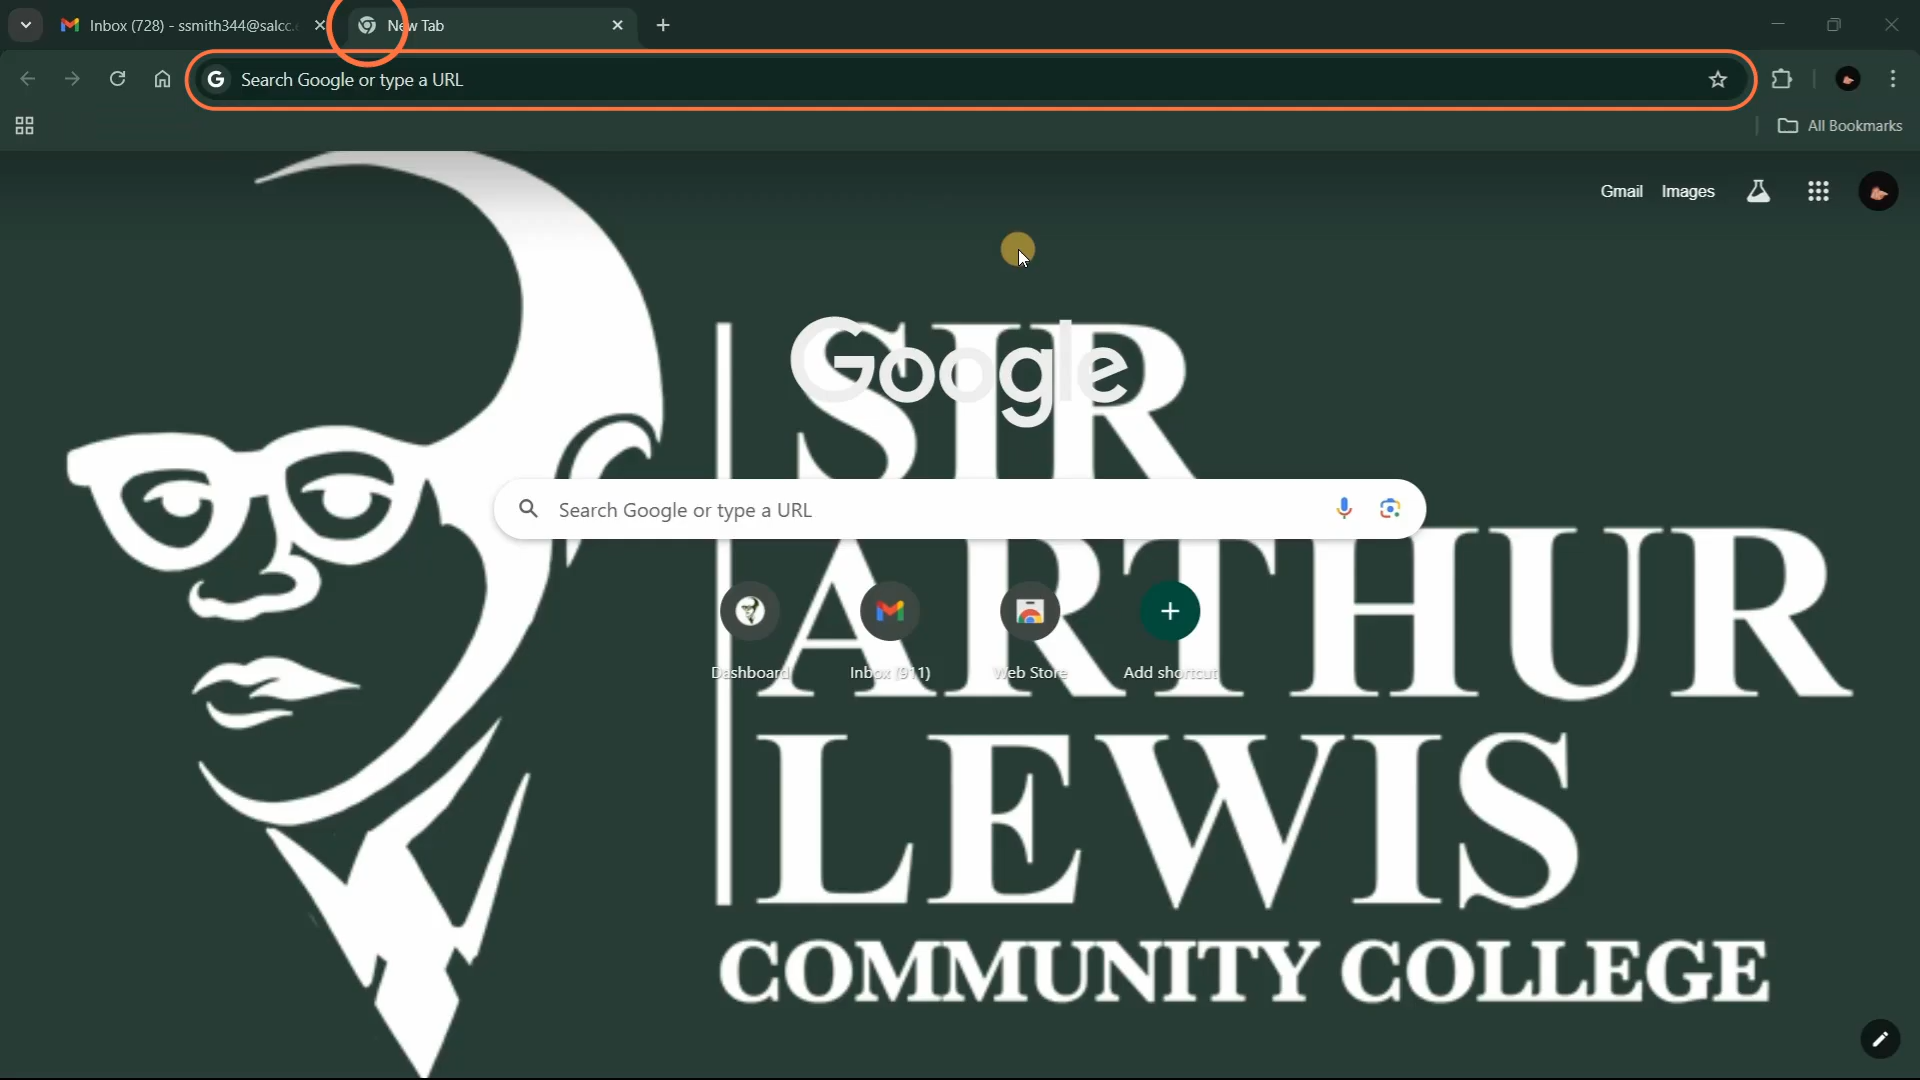 Inbox (728) - ssmith344@salcc.
New Tab
Search Google or type a URL
All Bookmarks
Gmail
Images
Google
Search Google or type a URL
Dashboard
Inbox (911)
Web Store
Add shortcut
SIR
ARTHUR
LEWIS
COMMUNITY COLLEGE